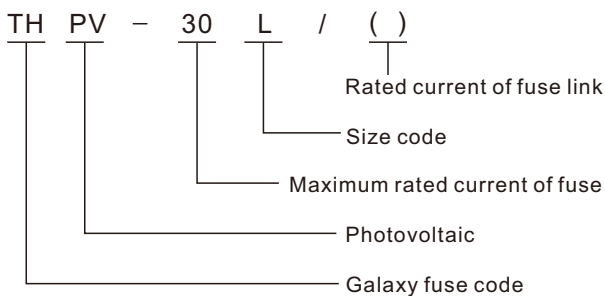 TH PV – 30 L / ( )
Rated current of fuse link
Size code
Maximum rated current of fuse
Photovoltaic
Galaxy fuse code